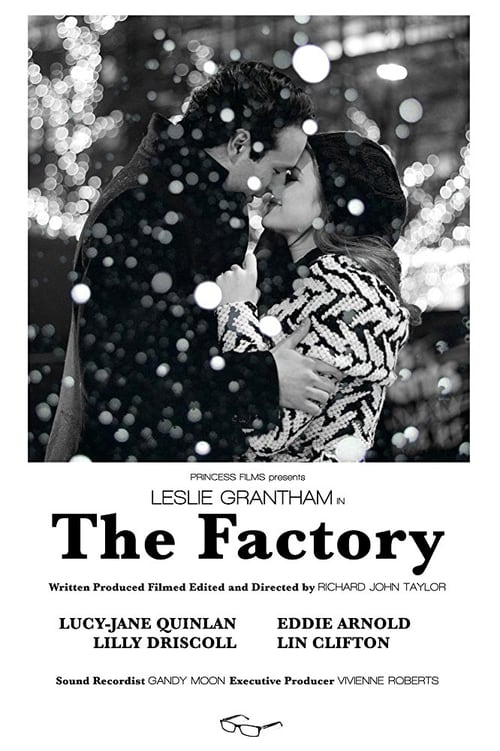 PRINCESS FILMS presents
LESLIE GRANTHAM IN
The Factory
Written Produced Filmed Edited and Directed by RICHARD JOHN TAYLOR
LUCY-JANE QUINLAN EDDIE ARNOLD
LILLY DRISCOLL LIN CLIFTON
Sound Recordist GANDY MOON Executive Producer VIVIENNE ROBERTS